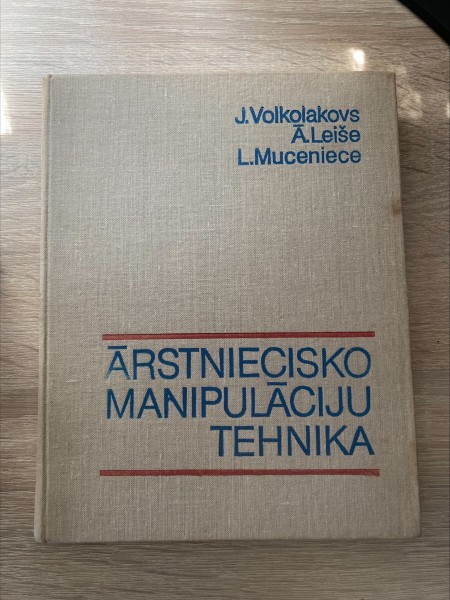 J.Volkolakovs
Ā.Leiše
L.Muceniece
ĀRSTNIECISKO
MANIPULĀCIJU
TEHNIKA